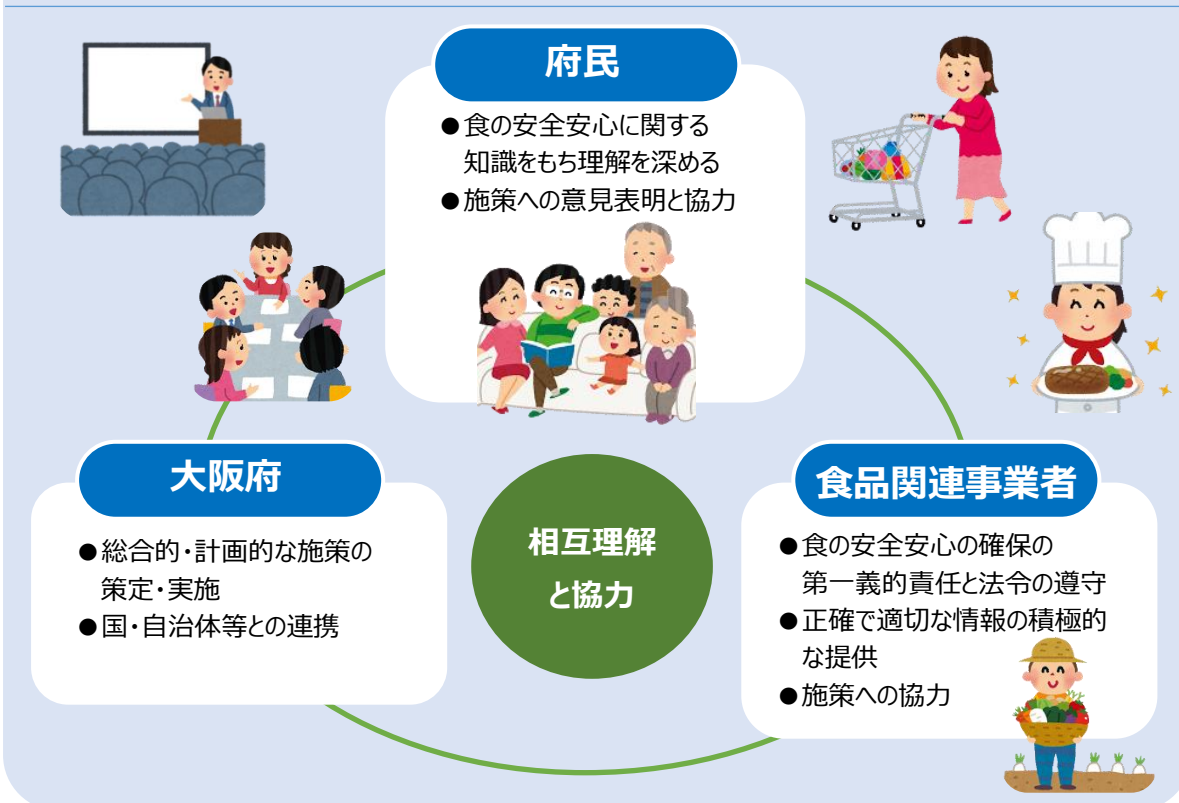 府民
●食の安全安心に関する
知識をもち理解を深める
●施策への意見表明と協力
大阪府
●総合的・計画的な施策の
策定・実施
●国・自治体等との連携
相互理解
と協力
食品関連事業者
●食の安全安心の確保の
第一義的責任と法令の遵守
●正確で適切な情報の積極的
な提供
●施策への協力